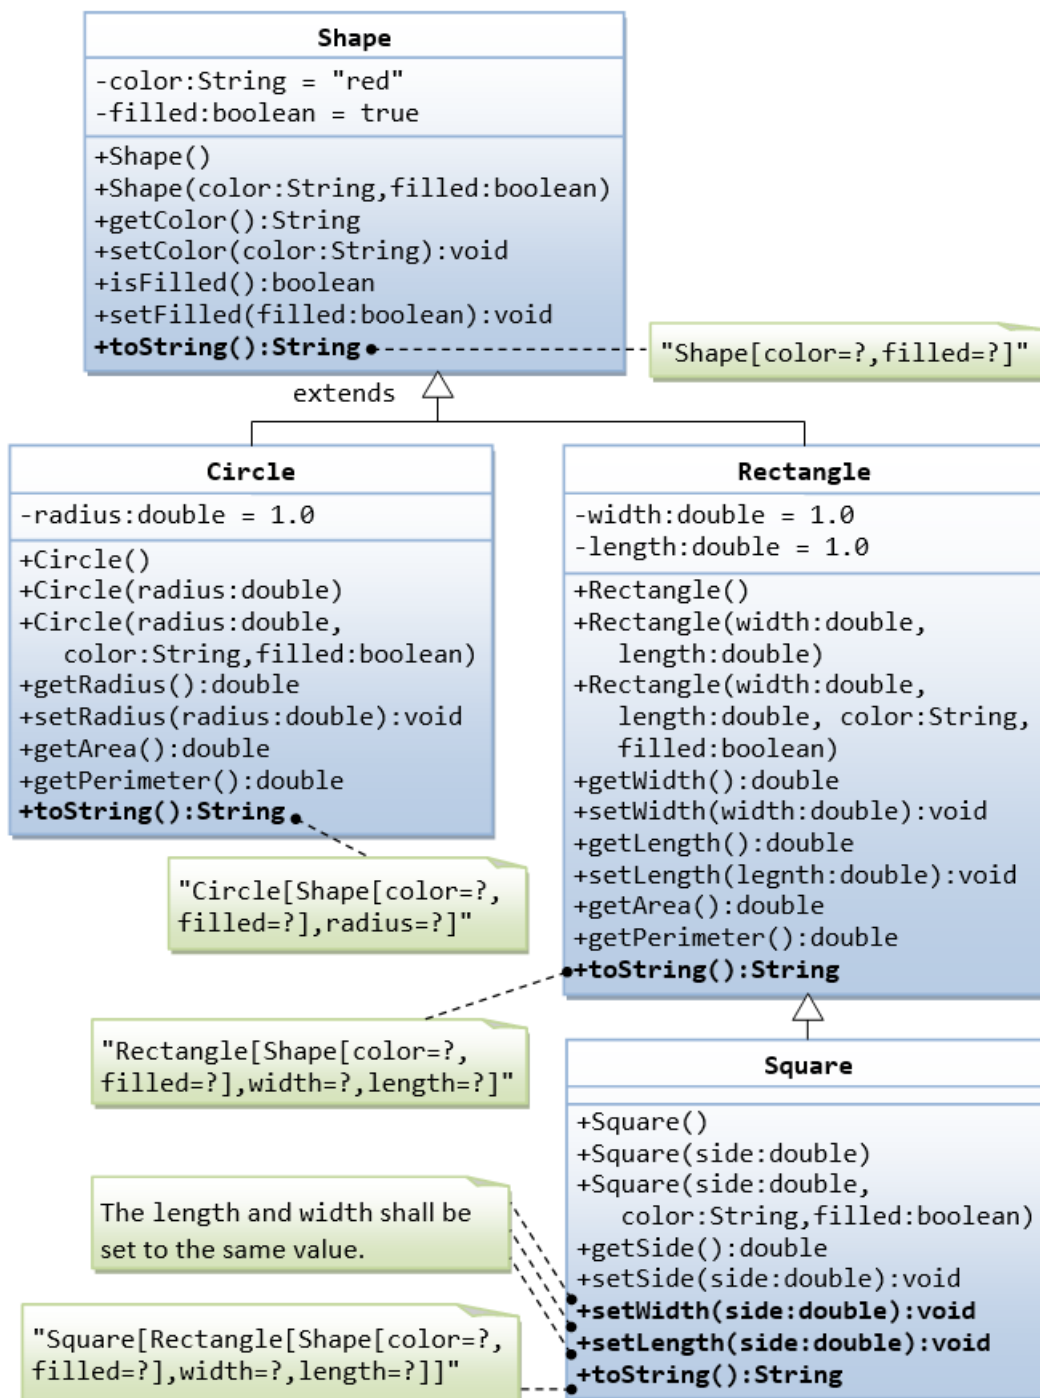 Shape
-color:String = "red"
-filled:boolean = true
+Shape()
+Shape(color:String,filled:boolean)
+getColor():String
+setColor(color:String):void
+isFilled():boolean
+setFilled(filled:boolean):void
+toString():String
"Shape[color=?,filled=?]"
extends
Circle
-radius:double = 1.0
+Circle()
+Circle(radius:double)
+Circle(radius:double,
color:String,filled:boolean)
+getRadius():double
+setRadius(radius:double):void
+getArea():double
+getPerimeter():double
+toString():String
"Circle[Shape[color=?,
filled=?],radius=?]"
Rectangle
-width:double = 1.0
-length:double = 1.0
+Rectangle()
+Rectangle(width:double,
length:double)
+Rectangle(width:double,
length:double, color:String,
filled:boolean)
+getWidth():double
+setWidth(width:double):void
+getLength():double
+setLength(legnth:double):void
+getArea():double
+getPerimeter():double
+toString():String
"Rectangle[Shape[color=?,
filled=?],width=?,length=?]"
Square
+Square()
+Square(side:double)
+Square(side:double,
color:String,filled:boolean)
+getSide():double
+setSide(side:double):void
+setWidth(side:double):void
+setLength(side:double):void
+toString():String
The length and width shall be
set to the same value.
"Square[Rectangle[Shape[color=?,
filled=?],width=?,length=?]]"